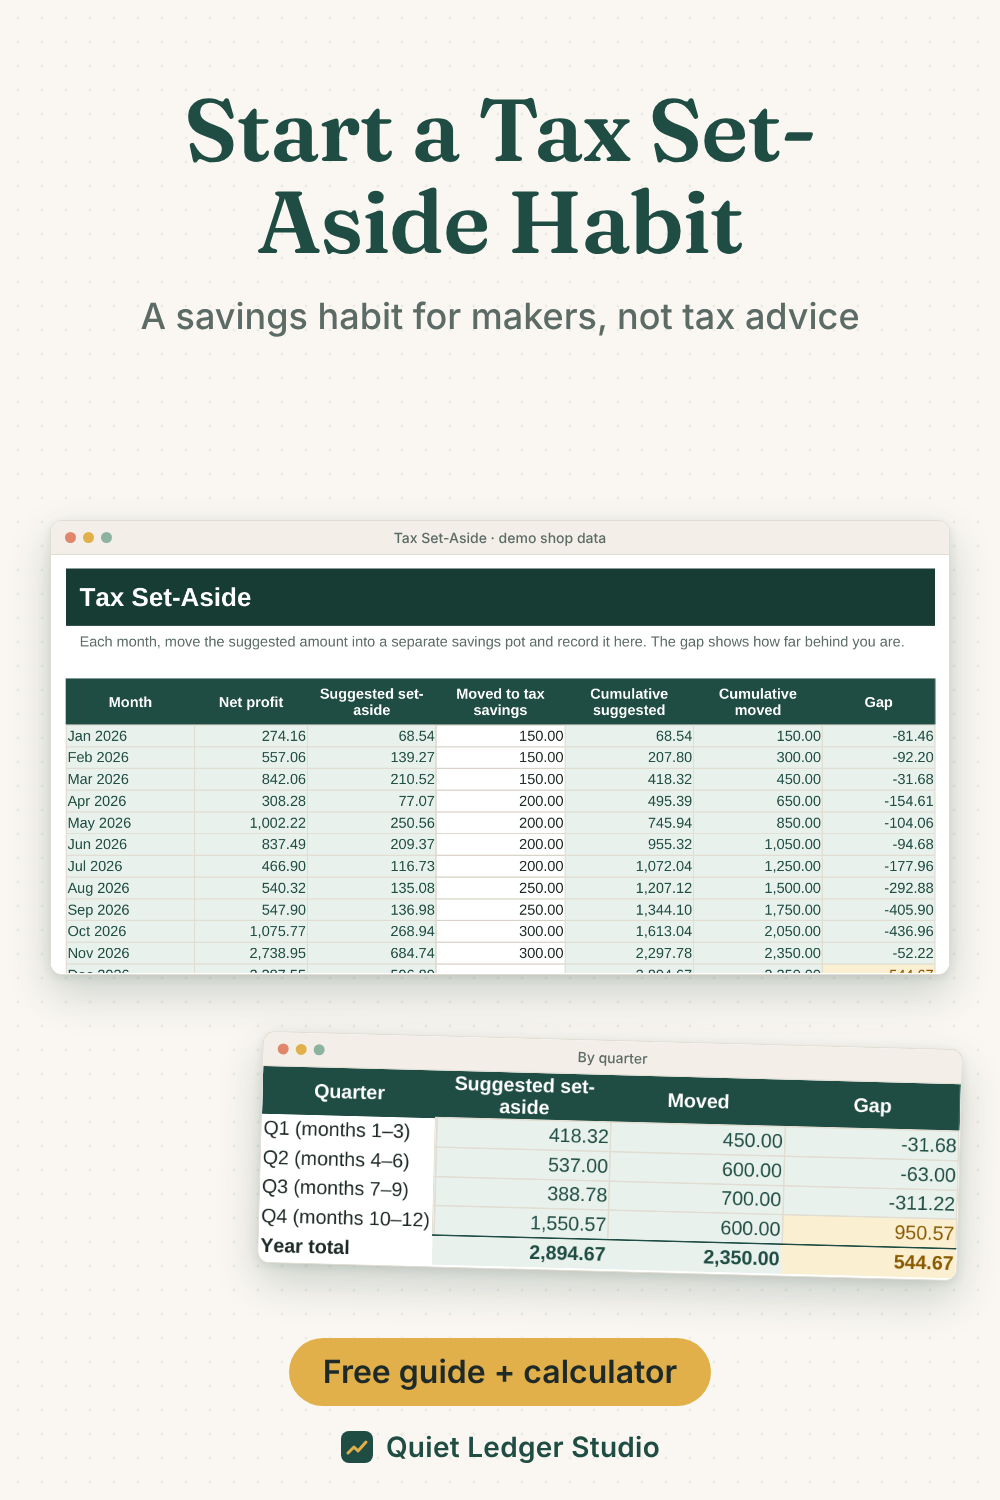 Start a Tax Set-
Aside Habit
A savings habit for makers, not tax advice
Tax Set-Aside · demo shop data
Tax Set-Aside
Each month, move the suggested amount into a separate savings pot and record it here. The gap shows how far behind you are.
Month Net profit Suggested set-aside Moved to tax savings Cumulative suggested Cumulative moved Gap
Jan 2026 274.16 68.54 150.00 68.54 150.00 -81.46
Feb 2026 557.06 139.27 150.00 207.80 300.00 -92.20
Mar 2026 842.06 210.52 150.00 418.32 450.00 -31.68
Apr 2026 308.28 77.07 200.00 495.39 650.00 -154.61
May 2026 1,002.22 250.56 200.00 745.94 850.00 -104.06
Jun 2026 837.49 209.37 200.00 955.32 1,050.00 -94.68
Jul 2026 466.90 116.73 200.00 1,072.04 1,250.00 -177.96
Aug 2026 540.32 135.08 250.00 1,207.12 1,500.00 -292.88
Sep 2026 547.90 136.98 250.00 1,344.10 1,750.00 -405.90
Oct 2026 1,075.77 268.94 300.00 1,613.04 2,050.00 -436.96
Nov 2026 2,738.95 684.74 300.00 2,297.78 2,350.00 -52.22
By quarter
Quarter Suggested set-aside Moved Gap
Q1 (months 1–3) 418.32 450.00 -31.68
Q2 (months 4–6) 537.00 600.00 -63.00
Q3 (months 7–9) 388.78 700.00 -311.22
Q4 (months 10–12) 1,550.57 600.00 950.57
Year total 2,894.67 2,350.00 544.67
Free guide + calculator
Quiet Ledger Studio